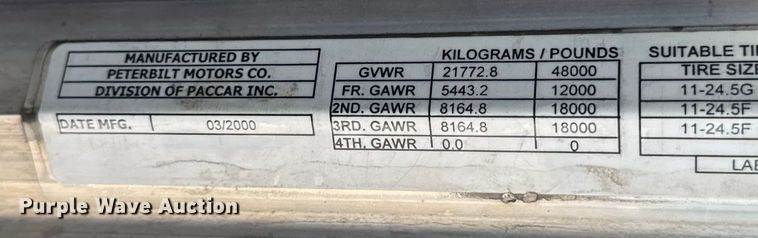 MANUFACTURED BY
PETERBILT MOTORS CO.
DIVISION OF PACCAR INC.
DATE MFG. 03/2000
KILOGRAMS / POUNDS
GVWR 21772.8 48000
FR. GAWR 5443.2 12000
2ND. GAWR 8164.8 18000
3RD. GAWR 8164.8 18000
4TH. GAWR 0.0 0
SUITABLE TI
TIRE SIZE
11-24.5G
11-24.5F
11-24.5F
LAB
Purple Wave Auction